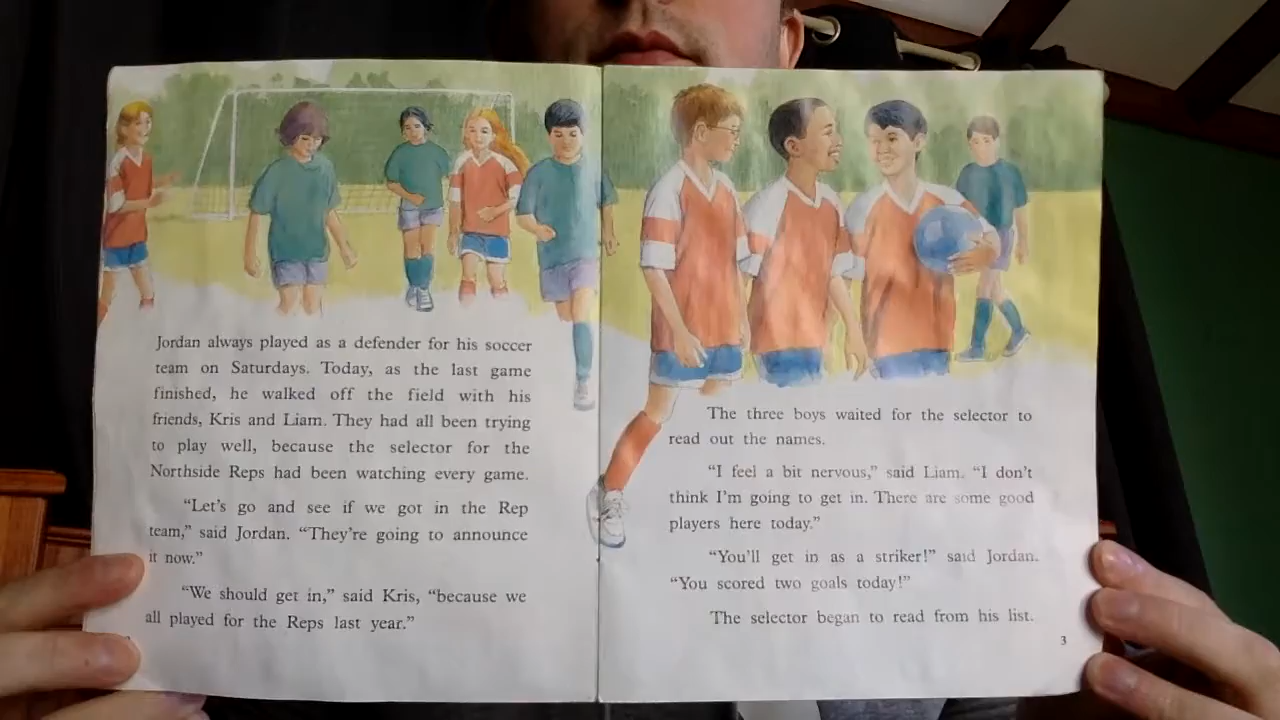 Jordan always played as a defender for his soccer
team on Saturdays. Today, as the last game
finished, he walked off the field with his
friends, Kris and Liam. They had all been trying
to play well, because the selector for the
Northside Reps had been watching every game.
“Let’s go and see if we got in the Rep
team,” said Jordan. “They’re going to announce
it now.”
“We should get in,” said Kris, “because we
all played for the Reps last year.”
The three boys waited for the selector to
read out the names.
“I feel a bit nervous,” said Liam. “I don’t
think I’m going to get in. There are some good
players here today.”
“You’ll get in as a striker!” said Jordan.
“You scored two goals today!”
The selector began to read from his list.
3